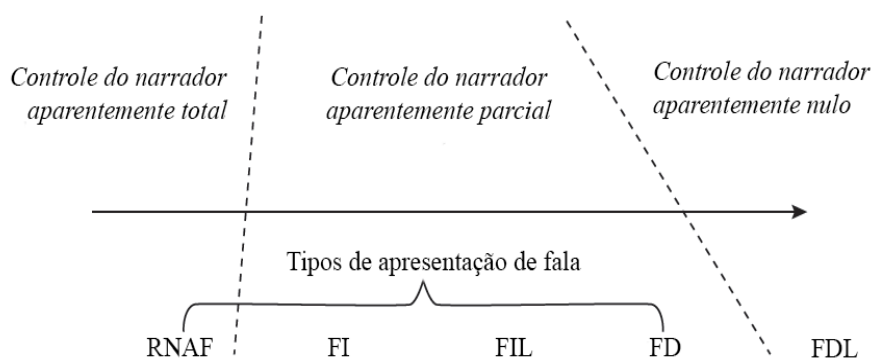 Controle do narrador
aparentemente total
Controle do narrador
aparentemente parcial
Controle do narrador
aparentemente nulo
Tipos de apresentação de fala
RNAF FI FIL FD FDL